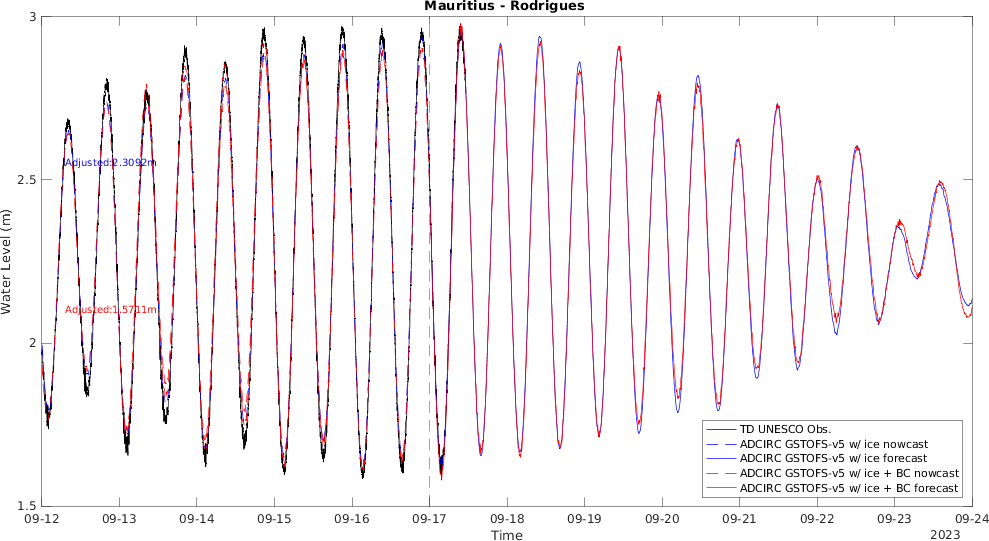 Mauritius - Rodrigues
3
2.5
2
1.5
Water Level (m)
Adjusted:2.3092m
Adjusted:1.5711m
TD UNESCO Obs.
ADCIRC GSTOFS-v5 w/ ice nowcast
ADCIRC GSTOFS-v5 w/ ice forecast
ADCIRC GSTOFS-v5 w/ ice + BC nowcast
ADCIRC GSTOFS-v5 w/ ice + BC forecast
09-12 09-13 09-14 09-15 09-16 09-17 09-18 09-19 09-20 09-21 09-22 09-23 09-24
Time
2023